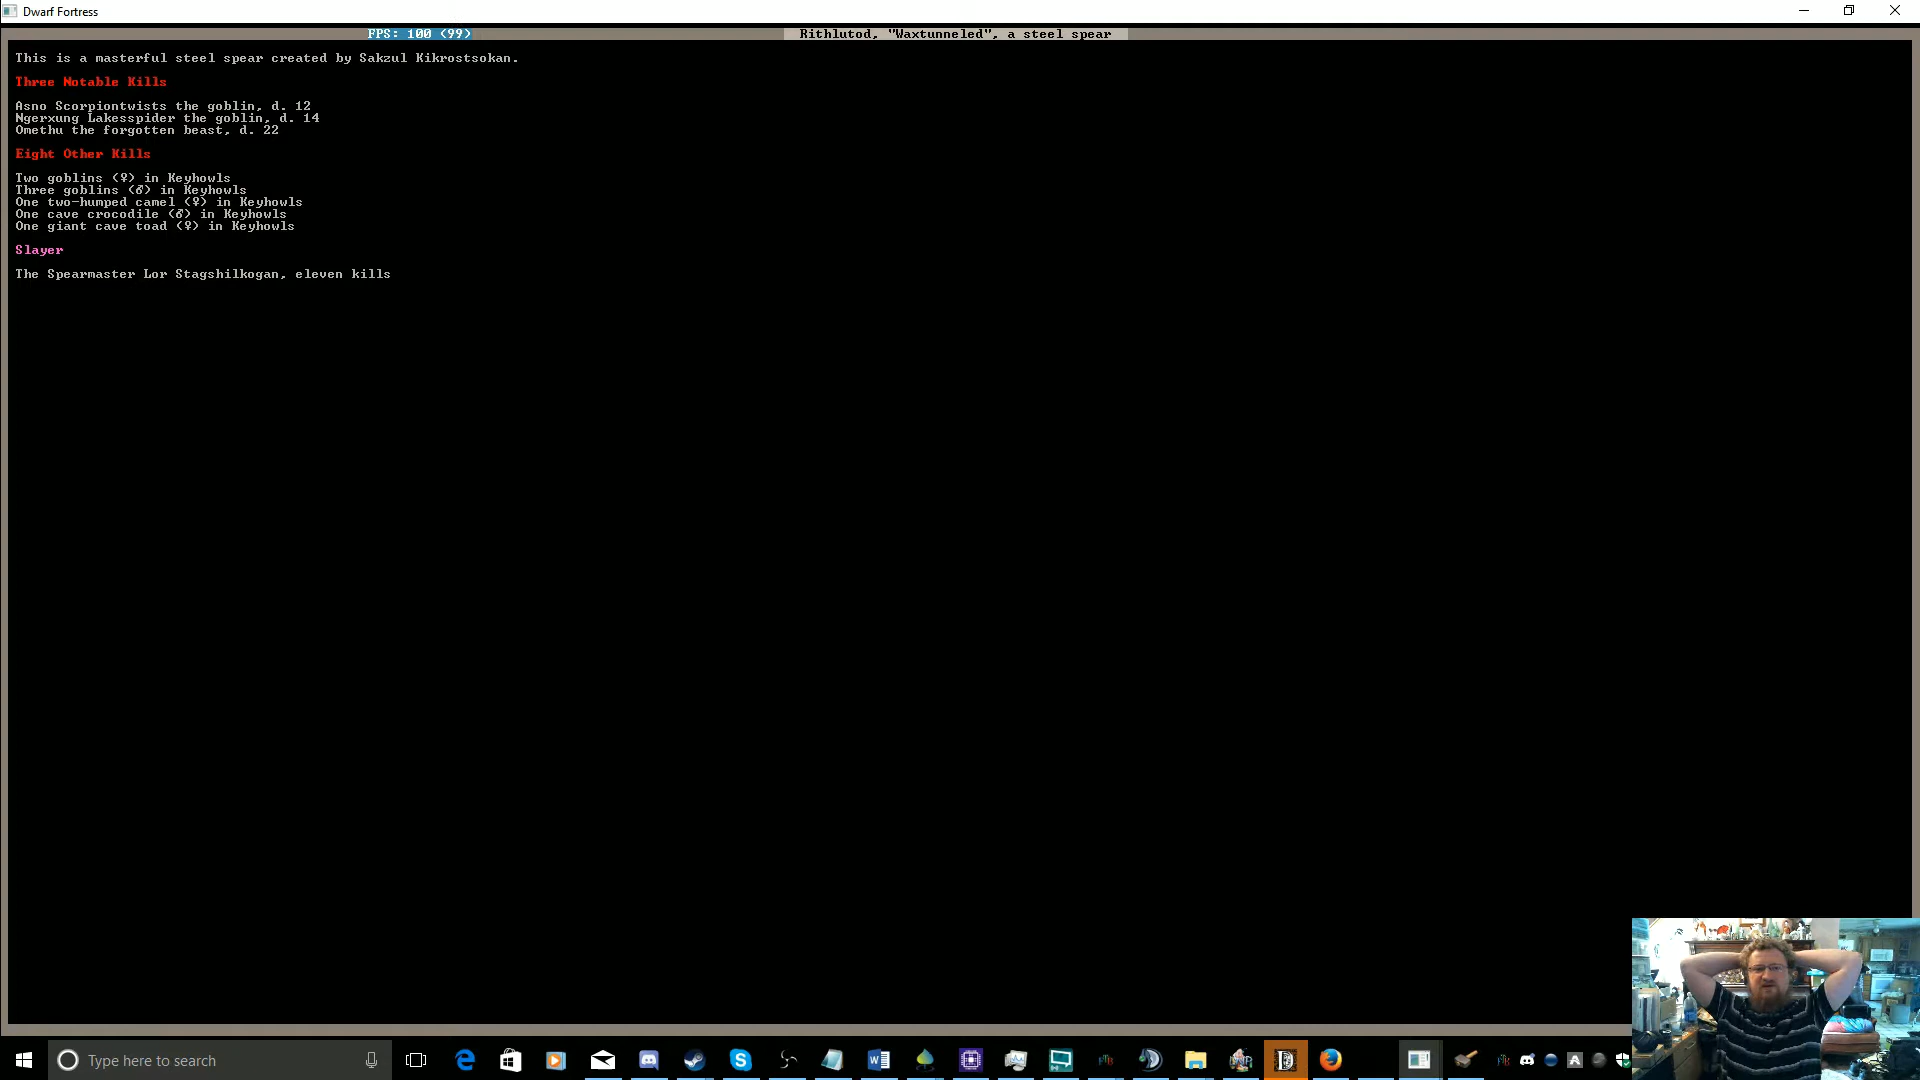 Dwarf Fortress
FPS: 100 (99)
Rithlutod, "Waxtunneled", a steel spear
This is a masterful steel spear created by Sakzul Kikrostsokan.
Three Notable Kills
Asno Scorpiontwists the goblin, d. 12
Ngerxung Lakesspider the goblin, d. 14
Omethu the forgotten beast, d. 22
Eight Other Kills
Two goblins (♀) in Keyhowls
Three goblins (♂) in Keyhowls
One two-humped camel (♀) in Keyhowls
One cave crocodile (♂) in Keyhowls
One giant cave toad (♀) in Keyhowls
Slayer
The Spearmaster Lor Stagshilkogan, eleven kills
Type here to search